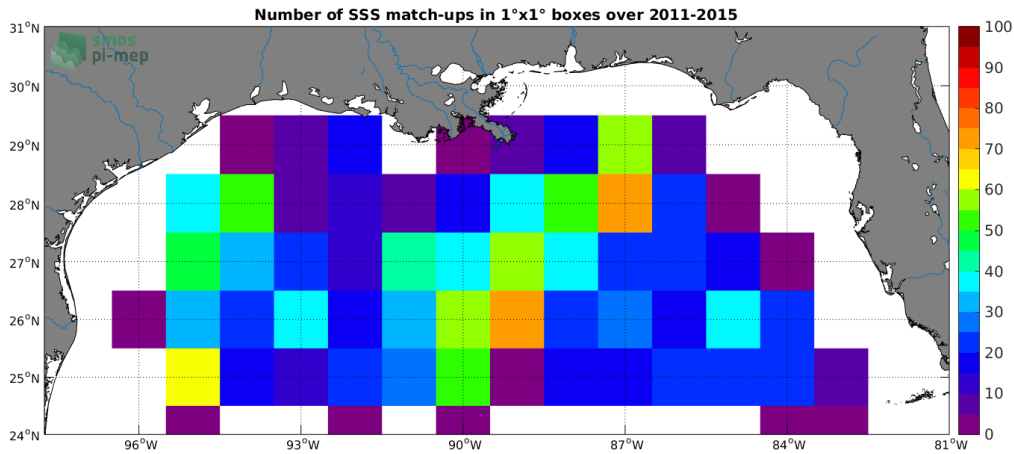 Number of SSS match-ups in 1°x1° boxes over 2011-2015
smos
pi-mep
31°N
30°N
29°N
28°N
27°N
26°N
25°N
24°N
96°W
93°W
90°W
87°W
84°W
81°W
100
90
80
70
60
50
40
30
20
10
0